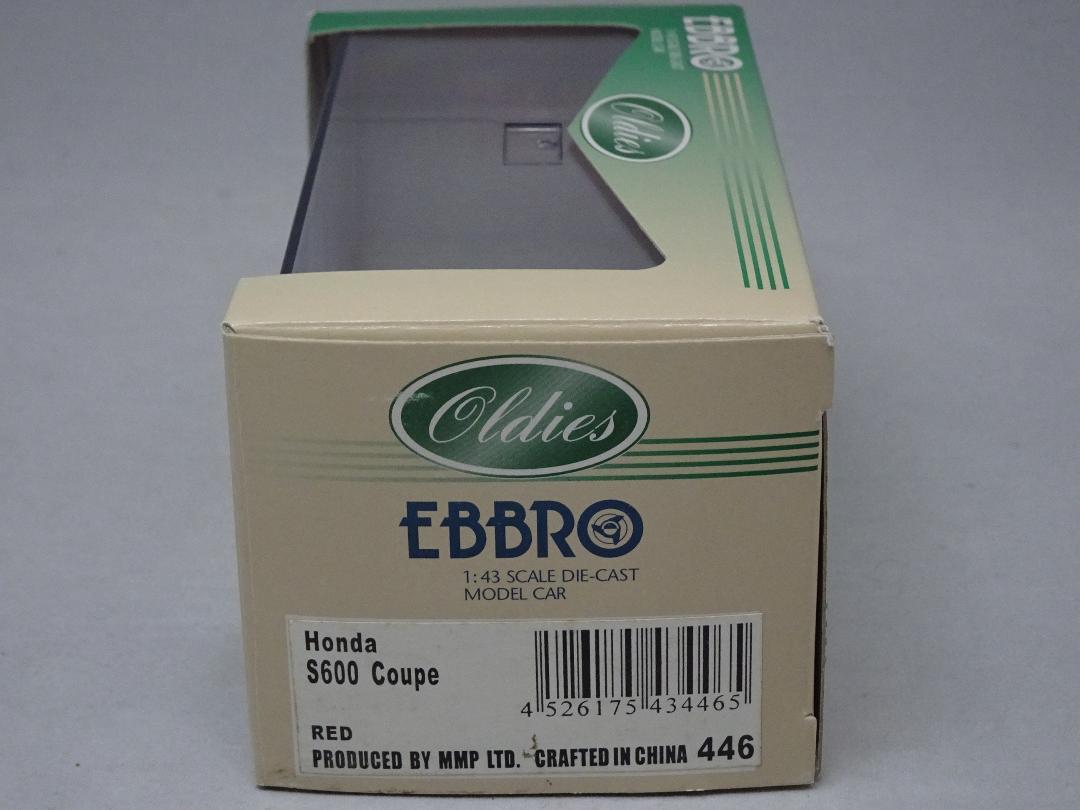 EBBRO
Oldies
Oldies
EBBRO
1:43 SCALE DIE-CAST
MODEL CAR
Honda
S600 Coupe
4 526175 434465
RED
PRODUCED BY MMP LTD. CRAFTED IN CHINA 446